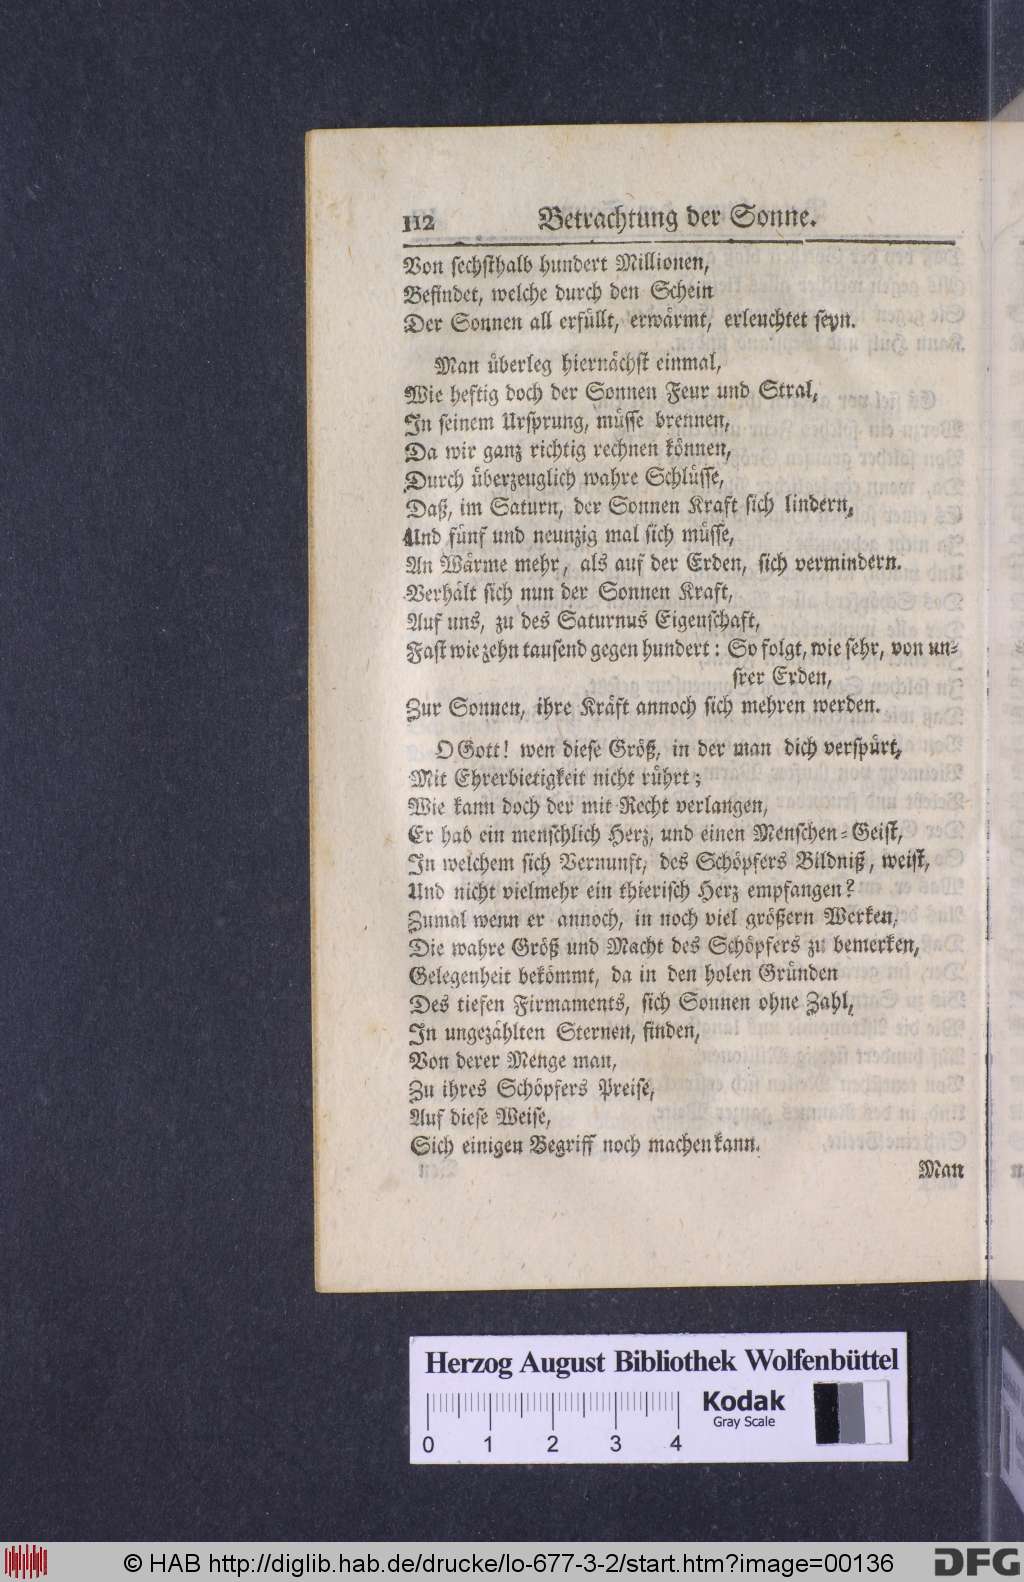 112 Betrachtung der Sonne.
Von sechsthalb hundert Millionen,
Befindet, welche durch den Schein
Der Sonnen all erfüllt, erwärmt, erleuchtet seyn.
Man überleg hiernächst einmal,
Wie heftig doch der Sonnen Feur und Stral,
In seinem Ursprung, müsse brennen,
Da wir ganz richtig rechnen können,
Durch überzeuglich wahre Schlüsse,
Daß, im Saturn, der Sonnen Kraft sich lindern,
Und fünf und neunzig mal sich müsse,
An Wärme mehr, als auf der Erden, sich vermindern.
Verhält sich nun der Sonnen Kraft,
Auf uns, zu des Saturnus Eigenschaft,
Fast wie zehn tausend gegen hundert: So folgt, wie sehr, von un-
srer Erden,
Zur Sonnen, ihre Kräft annoch sich mehren werden.
O Gott! wen diese Größ, in der man dich verspürt,
Mit Ehrerbietigkeit nicht rührt;
Wie kann doch der mit Recht verlangen,
Er hab ein menschlich Herz, und einen Menschen-Geist,
In welchem sich Vernunft, des Schöpfers Bildniß, weist,
Und nicht vielmehr ein thierisch Herz empfangen?
Zumal wenn er annoch, in noch viel größern Werken,
Die wahre Größ und Macht des Schöpfers zu bemerken,
Gelegenheit bekömmt, da in den holen Gründen
Des tiefen Firmaments, sich Sonnen ohne Zahl,
In ungezählten Sternen, finden,
Von derer Menge man,
Zu ihres Schöpfers Preise,
Auf diese Weise,
Sich einigen Begriff noch machen kann.
Man
Herzog August Bibliothek Wolfenbüttel
Kodak
Gray Scale
0 1 2 3 4
© HAB http://diglib.hab.de/drucke/lo-677-3-2/start.htm?image=00136
DFG